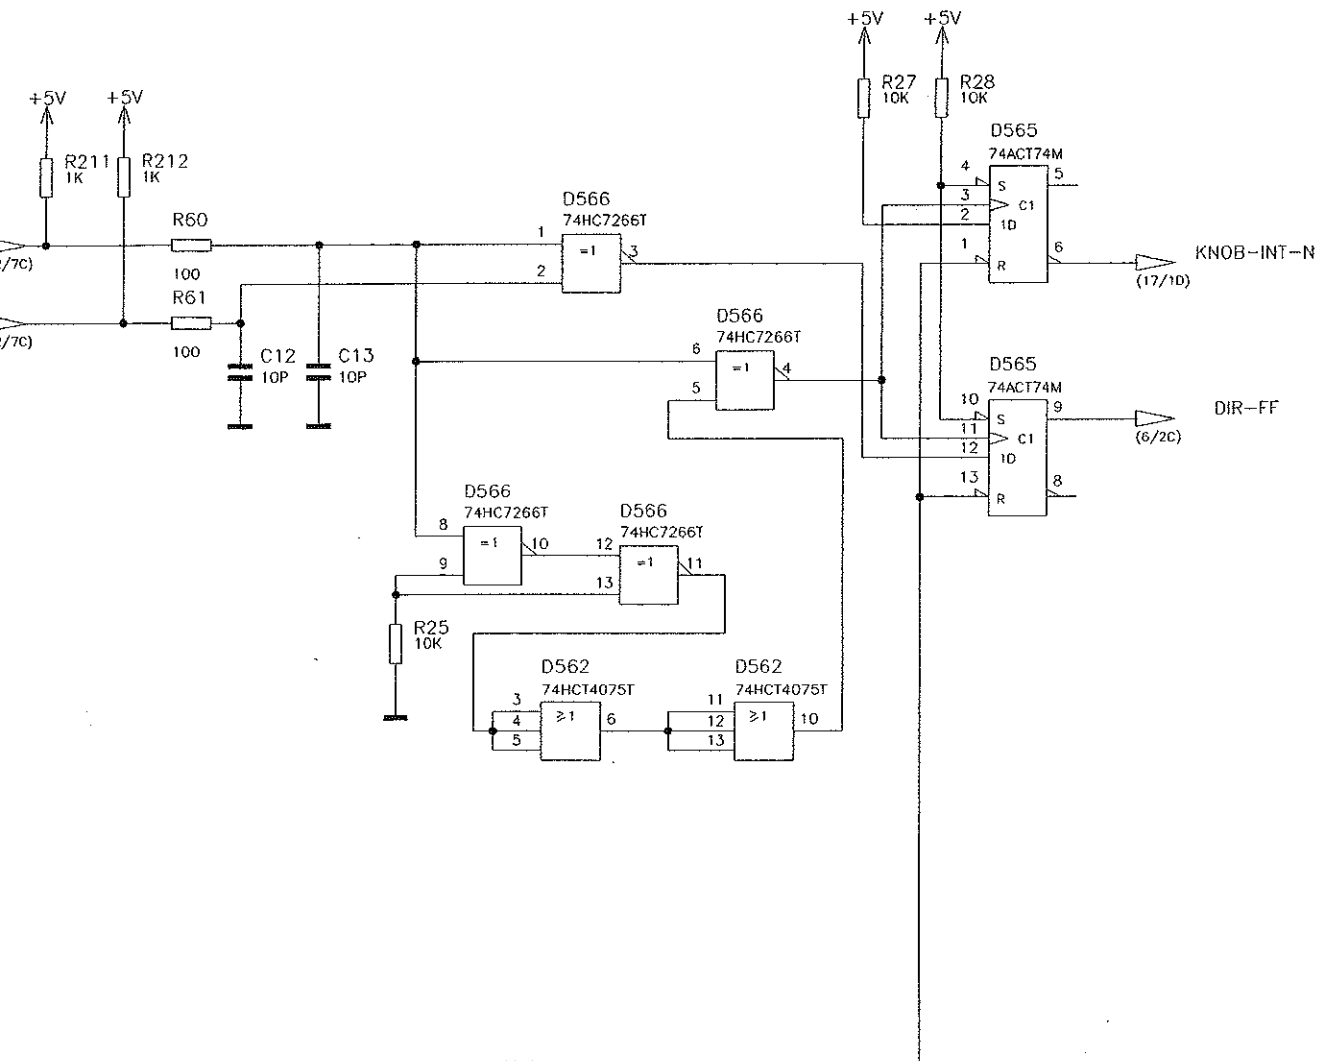 +5V +5V
R27
10K
R28
10K
+5V +5V
D565
74ACT74M
R211
1K
R212
1K
4 S 5
3 C1
2 1D
1 R 6
KNOB-INT-N
(17/1D)
D566
74HC7266T
R60
100
1 =1 3
2
/7C)
R61
100
/7C)
D566
74HC7266T
6 =1 4
5
C12
10P
C13
10P
D565
74ACT74M
10 S 9
11 C1
12 1D
13 R 8
DIR-FF
(6/2C)
D566
74HC7266T
8 =1 10
9
D566
74HC7266T
12 =1 11
13
R25
10K
D562
74HCT4075T
3 ≥1
4 6
5
D562
74HCT4075T
11 ≥1
12 10
13